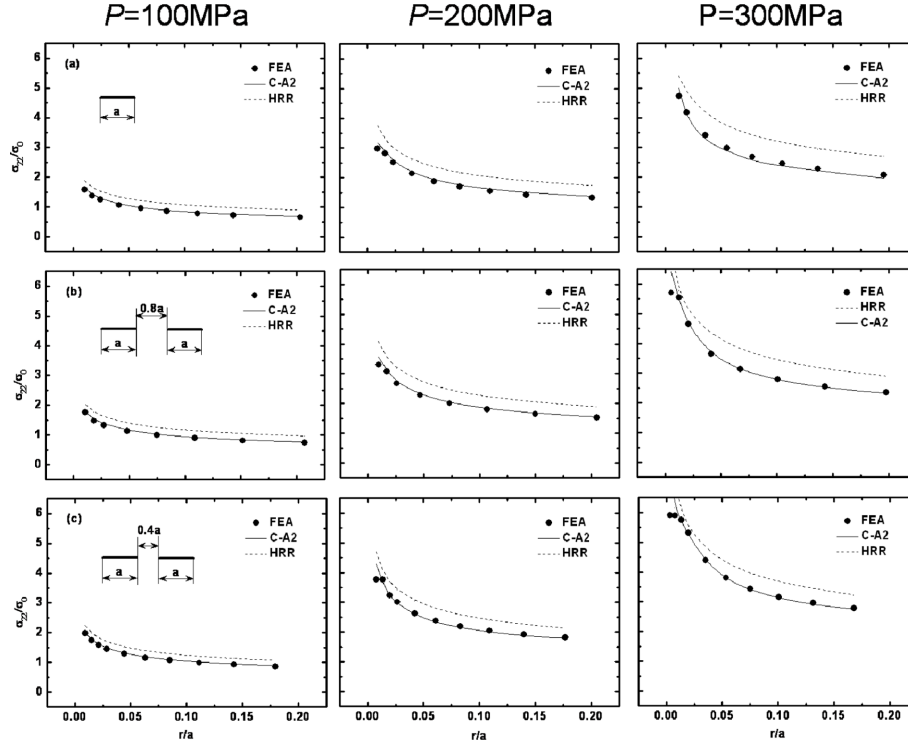 P=100MPa P=200MPa P=300MPa
(a)
FEA
C-A2
HRR
a
FEA
C-A2
HRR
FEA
C-A2
HRR
σ22/σ0
6
5
4
3
2
1
0
(b)
0.8a
a a
FEA
C-A2
HRR
FEA
C-A2
HRR
FEA
HRR
C-A2
σ22/σ0
6
5
4
3
2
1
0
(c)
0.4a
a a
FEA
C-A2
HRR
FEA
C-A2
HRR
FEA
C-A2
HRR
σ22/σ0
6
5
4
3
2
1
0
0.00 0.05 0.10 0.15 0.20
r/a
0.00 0.05 0.10 0.15 0.20
r/a
0.00 0.05 0.10 0.15 0.20
r/a